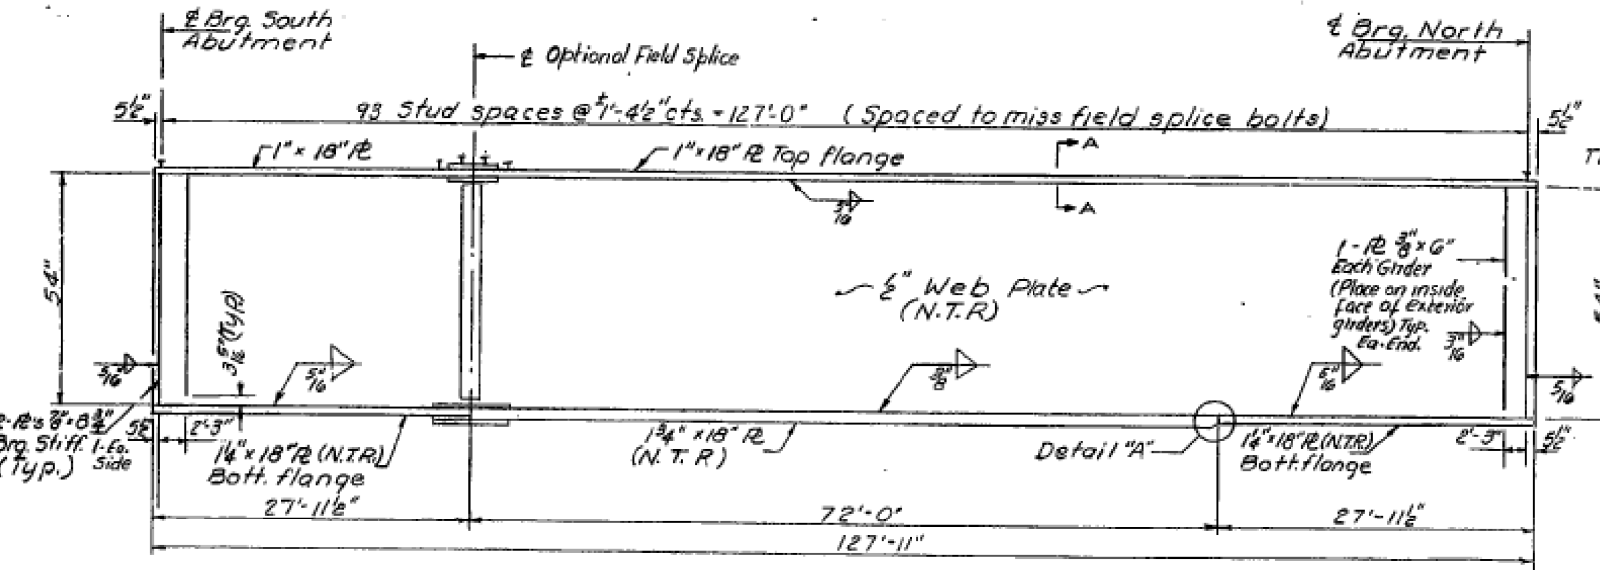 ℄ Brg. South
Abutment
℄ Optional Field Splice
℄ Brg. North
Abutment
5½"
93 Stud spaces @ ±1'-4½" cts. = 127'-0" (Spaced to miss field splice bolts)
5½"
1" × 18" ℞
1" × 18" ℞ Top flange
A
A
5/16
54"
3 5/16" (Typ.)
½" Web Plate
(N.T.R)
1-℞ 3/8" × 6"
Each Girder
(Place on inside
face of exterior
girders) Typ.
Ea. End.
3/16
5/16
5/16
3/8
5/16
5/16
2-℞'s 7/8" × 8 3/4"
Brg. Stiff. 1-Ea.
(Typ.) Side
5½"
2'-3"
1¼" × 18" ℞ (N.T.R.)
Bott. flange
1¾" × 18" ℞
(N.T.R)
Detail "A"
1¼" × 18" ℞ (N.T.R)
Bott. flange
2'-3"
5½"
27'-11½"
72'-0"
27'-11½"
127'-11"